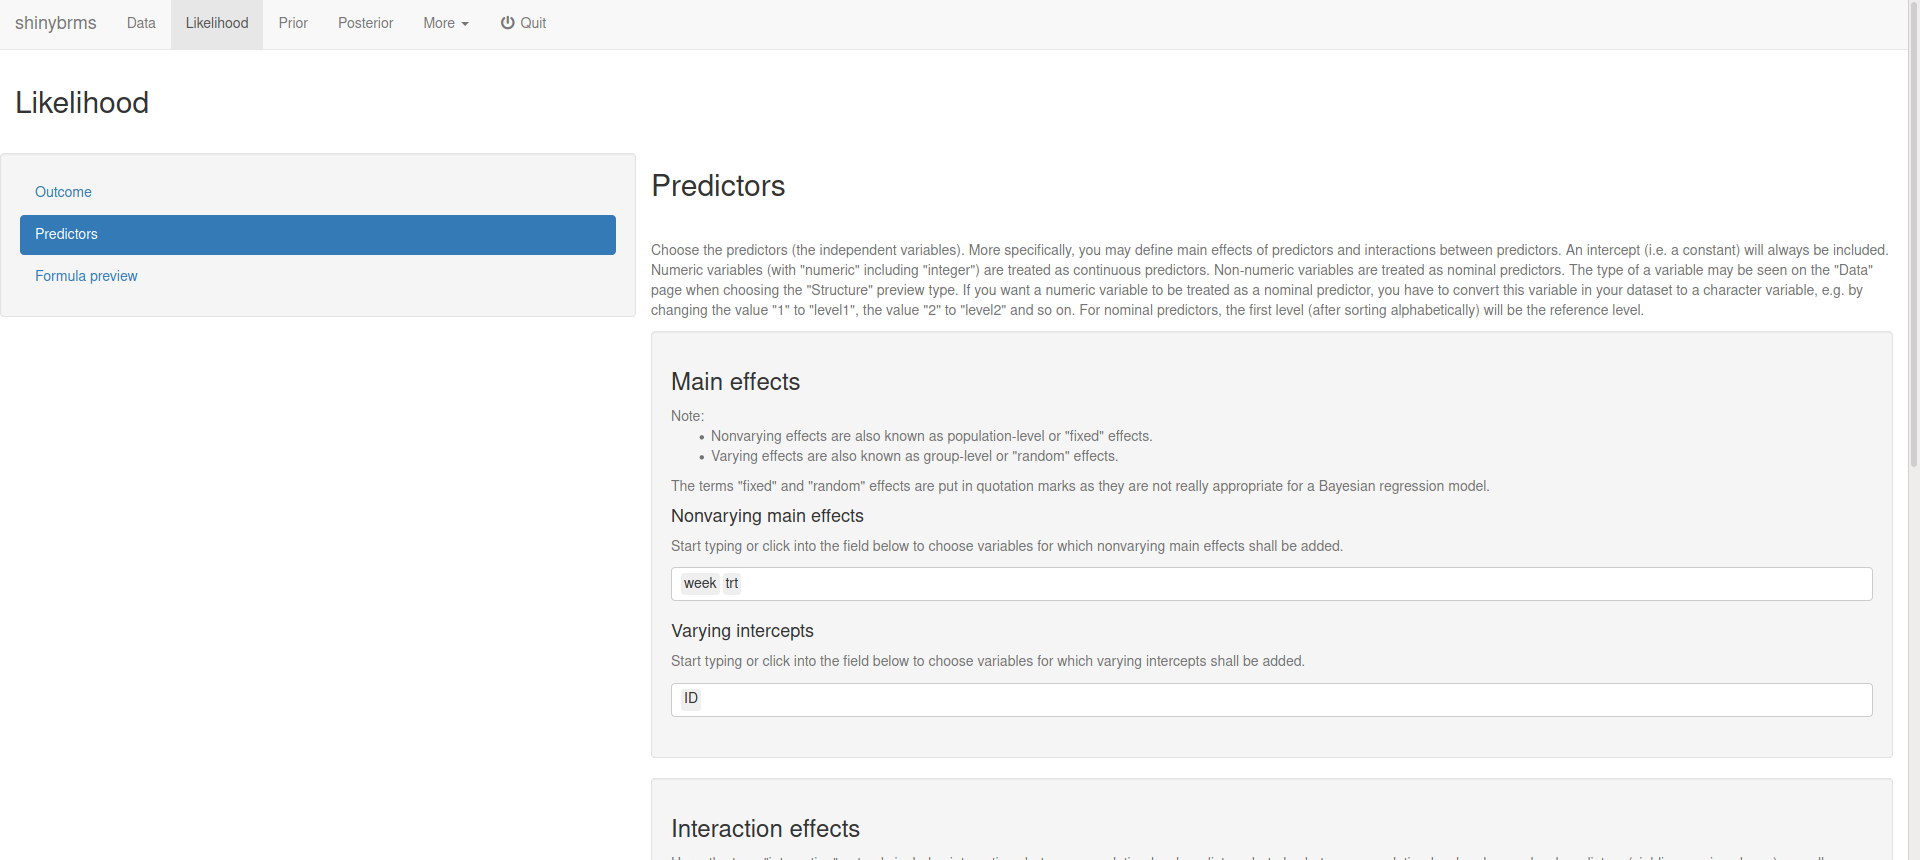 shinybrms Data Likelihood Prior Posterior More Quit
Likelihood
Outcome
Predictors
Formula preview
Predictors
Choose the predictors (the independent variables). More specifically, you may define main effects of predictors and interactions between predictors. An intercept (i.e. a constant) will always be included.
Numeric variables (with "numeric" including "integer") are treated as continuous predictors. Non-numeric variables are treated as nominal predictors. The type of a variable may be seen on the "Data"
page when choosing the "Structure" preview type. If you want a numeric variable to be treated as a nominal predictor, you have to convert this variable in your dataset to a character variable, e.g. by
changing the value "1" to "level1", the value "2" to "level2" and so on. For nominal predictors, the first level (after sorting alphabetically) will be the reference level.
Main effects
Note:
• Nonvarying effects are also known as population-level or "fixed" effects.
• Varying effects are also known as group-level or "random" effects.
The terms "fixed" and "random" effects are put in quotation marks as they are not really appropriate for a Bayesian regression model.
Nonvarying main effects
Start typing or click into the field below to choose variables for which nonvarying main effects shall be added.
week trt
Varying intercepts
Start typing or click into the field below to choose variables for which varying intercepts shall be added.
ID
Interaction effects